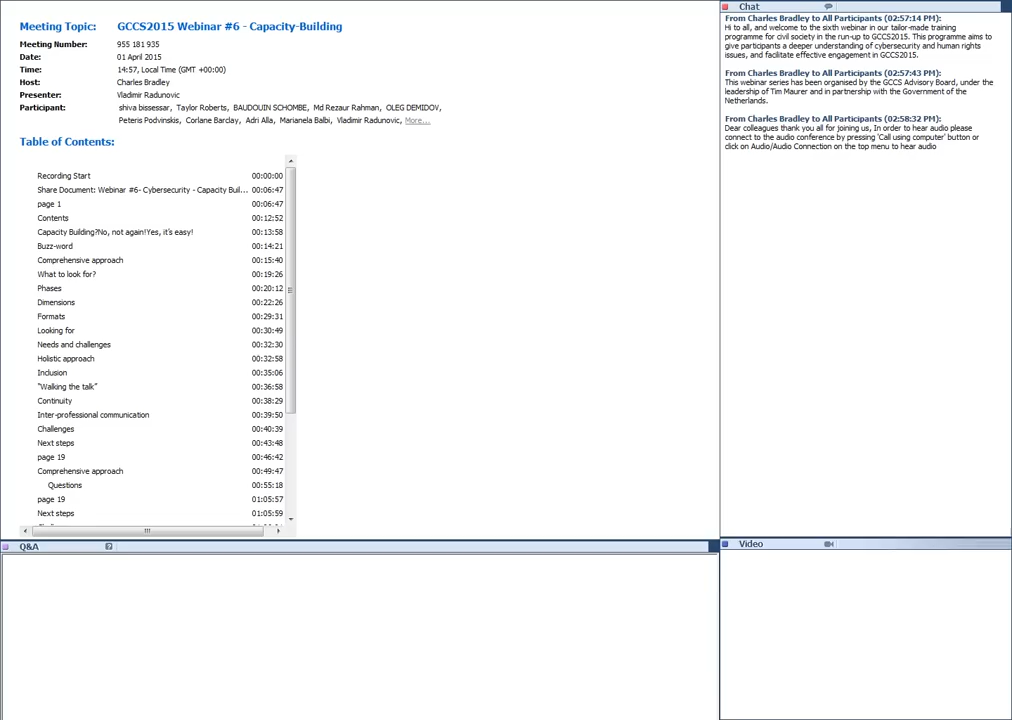 Meeting Topic: GCCS2015 Webinar #6 - Capacity-Building
Meeting Number: 955 181 935
Date: 01 April 2015
Time: 14:57, Local Time (GMT +00:00)
Host: Charles Bradley
Presenter: Vladimir Radunovic
Participant: shiva bissessar, Taylor Roberts, BAUDOUIN SCHOMBE, Md Rezaur Rahman, OLEG DEMIDOV,
Peteris Podvinskis, Corlane Barclay, Adri Alla, Marianela Balbi, Vladimir Radunovic, More...
Table of Contents:
Recording Start 00:00:00
Share Document: Webinar #6- Cybersecurity - Capacity Buil... 00:06:47
page 1 00:06:47
Contents 00:12:52
Capacity Building?No, not again!Yes, it's easy! 00:13:58
Buzz-word 00:14:21
Comprehensive approach 00:15:40
What to look for? 00:19:26
Phases 00:20:12
Dimensions 00:22:26
Formats 00:29:31
Looking for 00:30:49
Needs and challenges 00:32:30
Holistic approach 00:32:58
Inclusion 00:35:06
"Walking the talk" 00:36:58
Continuity 00:38:29
Inter-professional communication 00:39:50
Challenges 00:40:39
Next steps 00:43:48
page 19 00:46:42
Comprehensive approach 00:49:47
Questions 00:55:18
page 19 01:05:57
Next steps 01:05:59
Chat
From Charles Bradley to All Participants (02:57:14 PM):
Hi to all, and welcome to the sixth webinar in our tailor-made training
programme for civil society in the run-up to GCCS2015. This programme aims to
give participants a deeper understanding of cybersecurity and human rights
issues, and facilitate effective engagement in GCCS2015.
From Charles Bradley to All Participants (02:57:43 PM):
This webinar series has been organised by the GCCS Advisory Board, under the
leadership of Tim Maurer and in partnership with the Government of the
Netherlands.
From Charles Bradley to All Participants (02:58:32 PM):
Dear colleagues thank you all for joining us, In order to hear audio please
connect to the audio conference by pressing 'Call using computer' button or
click on Audio/Audio Connection on the top menu to hear audio
Q&A
Video